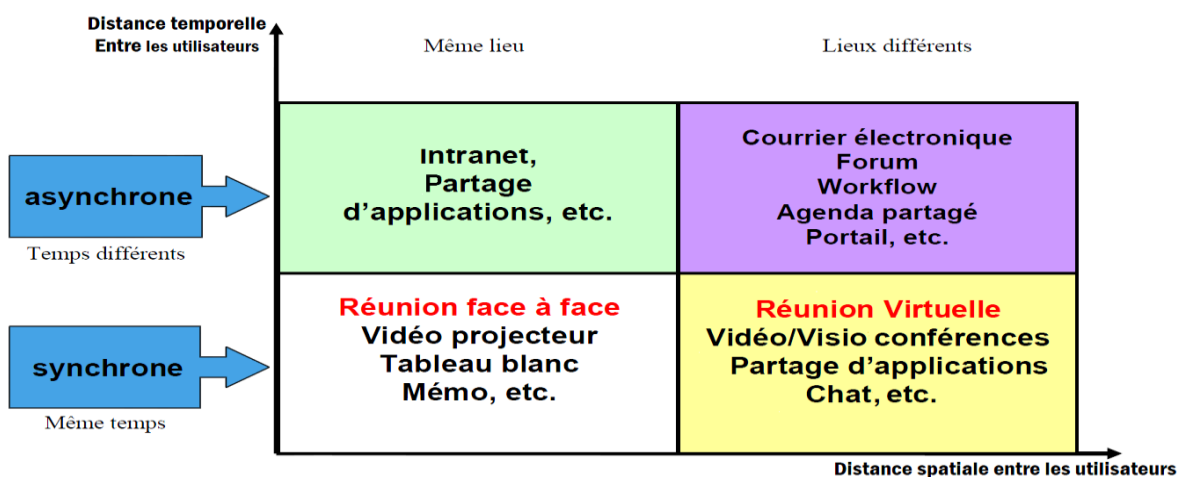 Distance temporelle
Entre les utilisateurs
Même lieu
Lieux différents
asynchrone
Temps différents
Intranet,
Partage
d'applications, etc.
Courrier électronique
Forum
Workflow
Agenda partagé
Portail, etc.
synchrone
Même temps
Réunion face à face
Vidéo projecteur
Tableau blanc
Mémo, etc.
Réunion Virtuelle
Vidéo/Visio conférences
Partage d'applications
Chat, etc.
Distance spatiale entre les utilisateurs